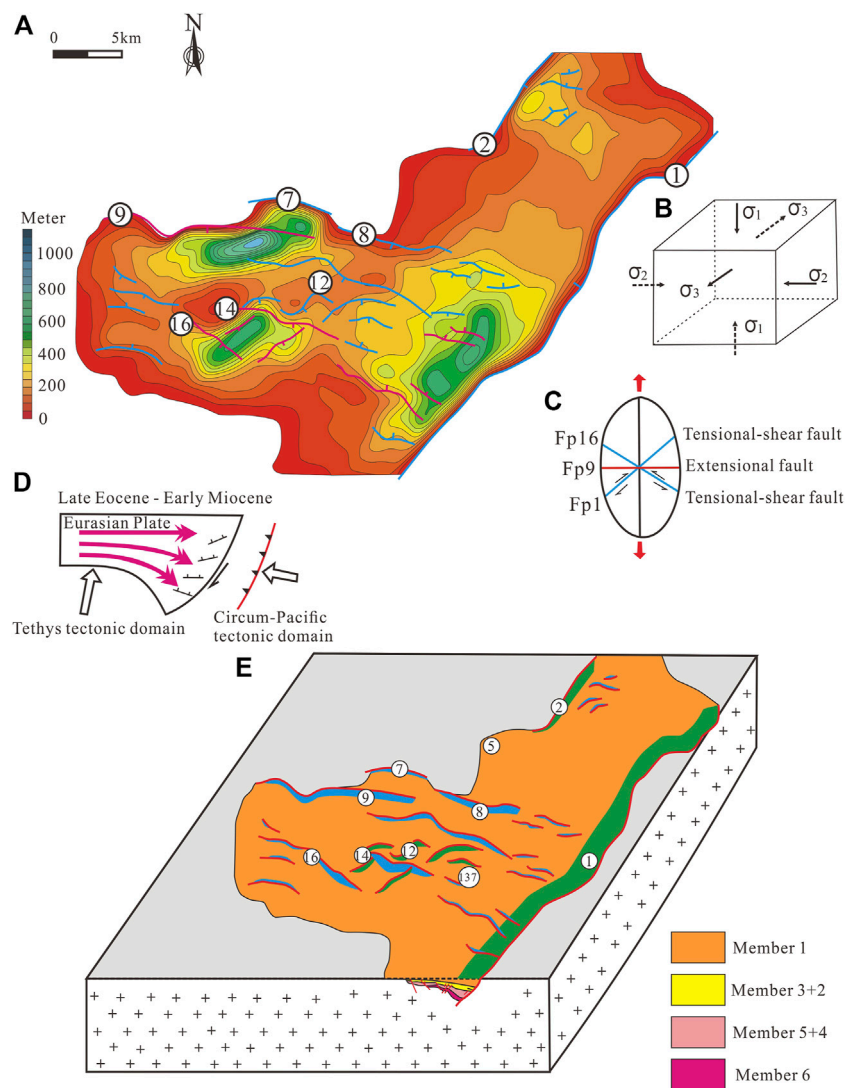 A
N
0 5km
2
1
7
9
8
Meter
1000
800
600
400
200
0
12
14
16
B
σ1
σ3
σ2
σ3
σ2
σ1
C
Fp16
Tensional-shear fault
Fp9
Extensional fault
Fp1
Tensional-shear fault
D
Late Eocene - Early Miocene
Eurasian Plate
Tethys tectonic domain
Circum-Pacific
tectonic domain
E
2
5
7
9
8
16
14
12
137
1
Member 1
Member 3+2
Member 5+4
Member 6